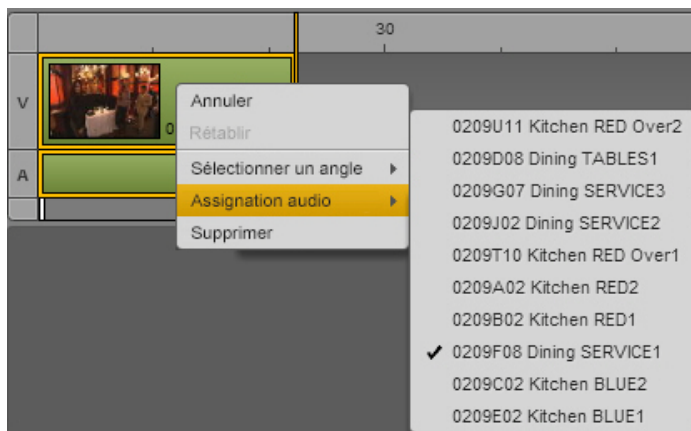 30
V
0
A
Annuler
Rétablir
Sélectionner un angle
Assignation audio
Supprimer
0209U11 Kitchen RED Over2
0209D08 Dining TABLES1
0209G07 Dining SERVICE3
0209J02 Dining SERVICE2
0209T10 Kitchen RED Over1
0209A02 Kitchen RED2
0209B02 Kitchen RED1
0209F08 Dining SERVICE1
0209C02 Kitchen BLUE2
0209E02 Kitchen BLUE1